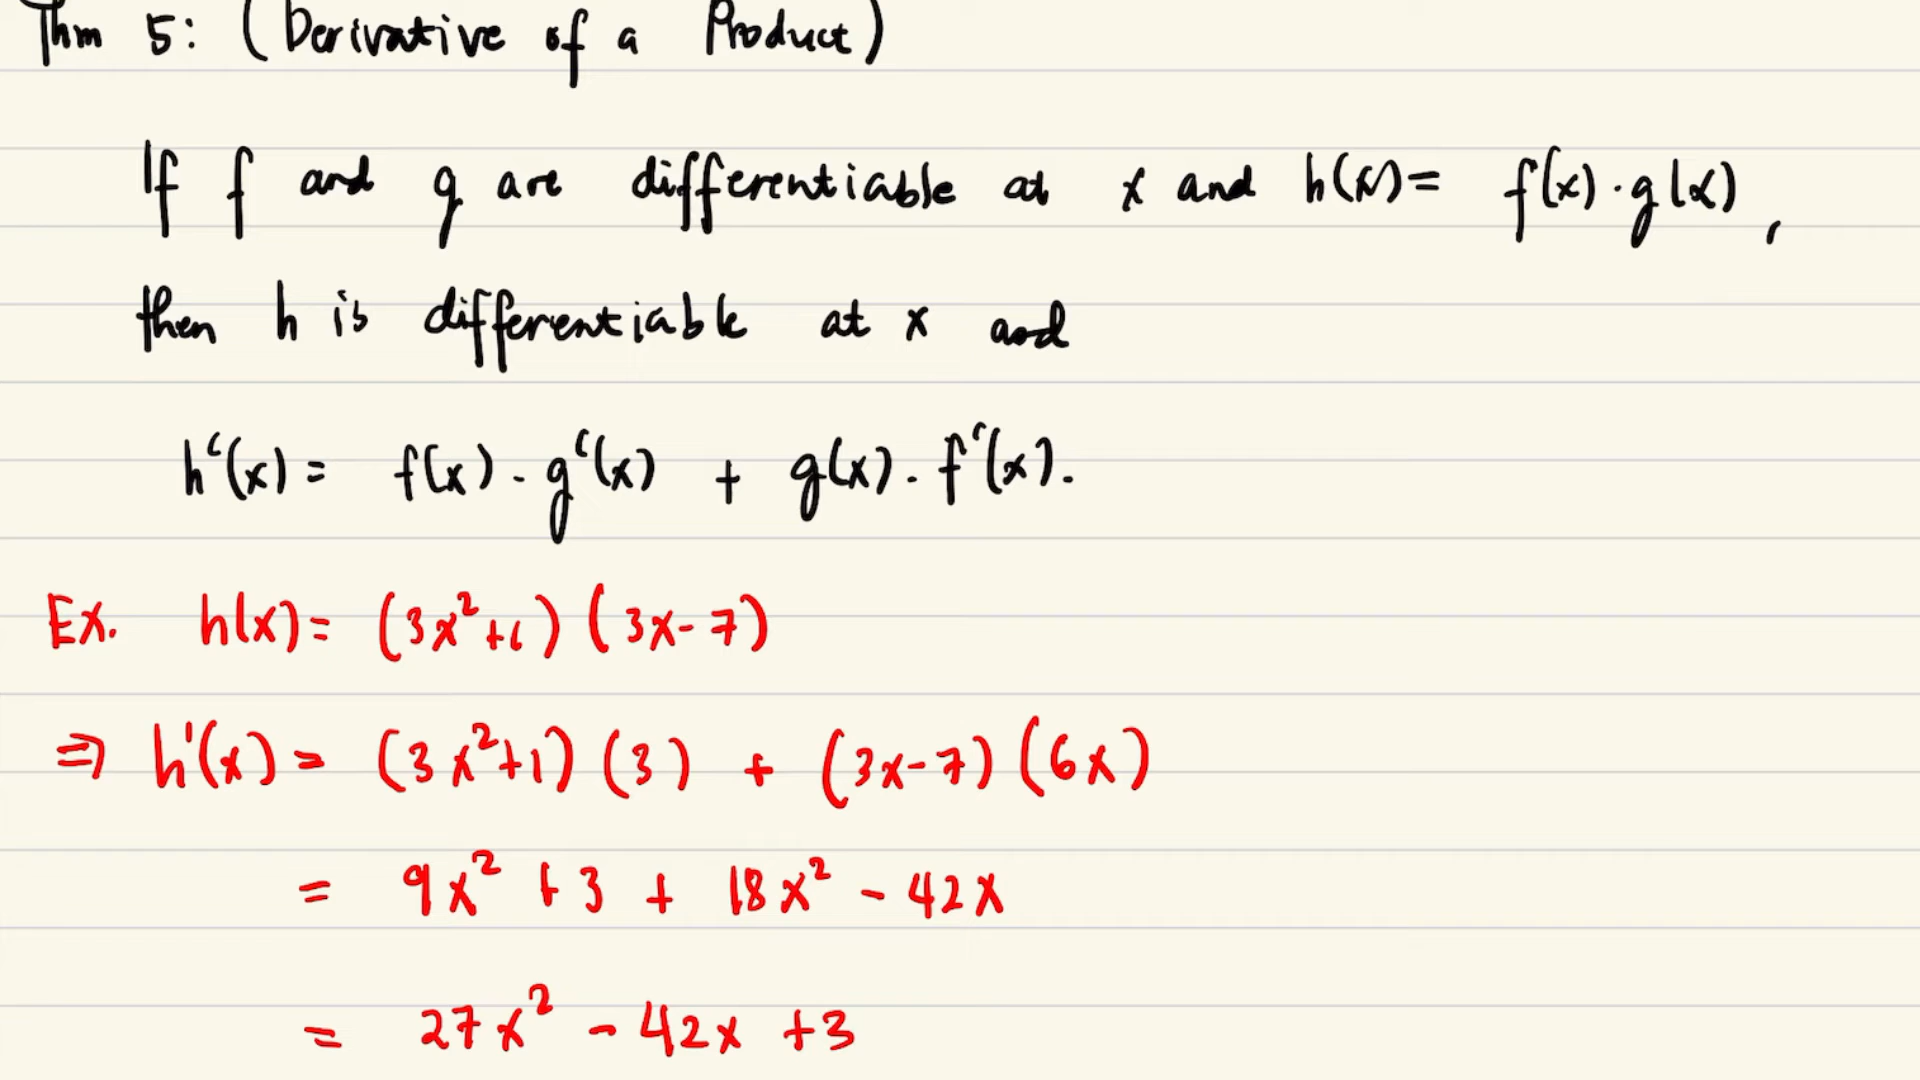 Thm 5: (Derivative of a Product)
If f and g are differentiable at x and h(x) = f(x)·g(x),
then h is differentiable at x and
h'(x) = f(x)·g'(x) + g(x)·f'(x).
Ex. h(x) = (3x²+1)(3x-7)
⇒ h'(x) = (3x²+1)(3) + (3x-7)(6x)
= 9x² + 3 + 18x² - 42x
= 27x² - 42x + 3